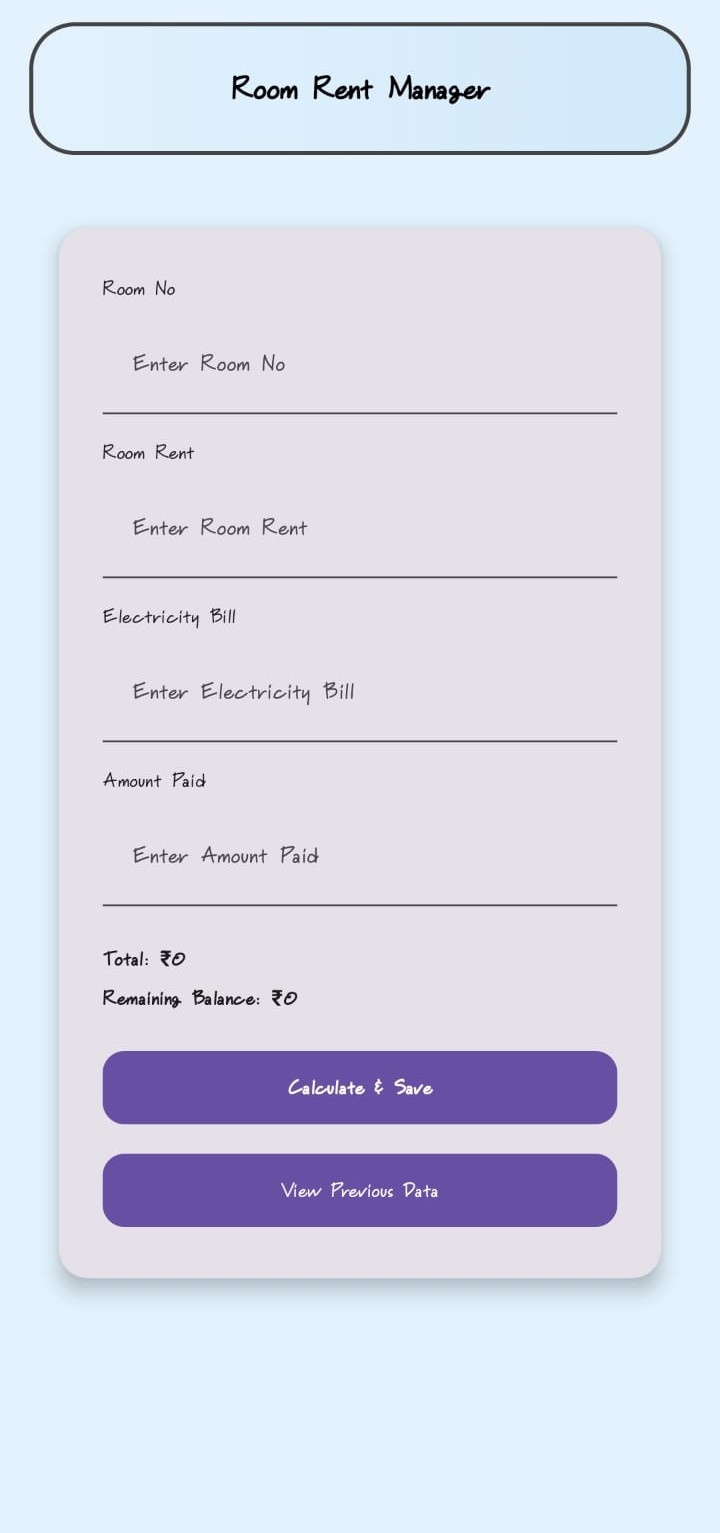 Room Rent Manager
Room No
Enter Room No
Room Rent
Enter Room Rent
Electricity Bill
Enter Electricity Bill
Amount Paid
Enter Amount Paid
Total: ₹0
Remaining Balance: ₹0
Calculate & Save
View Previous Data